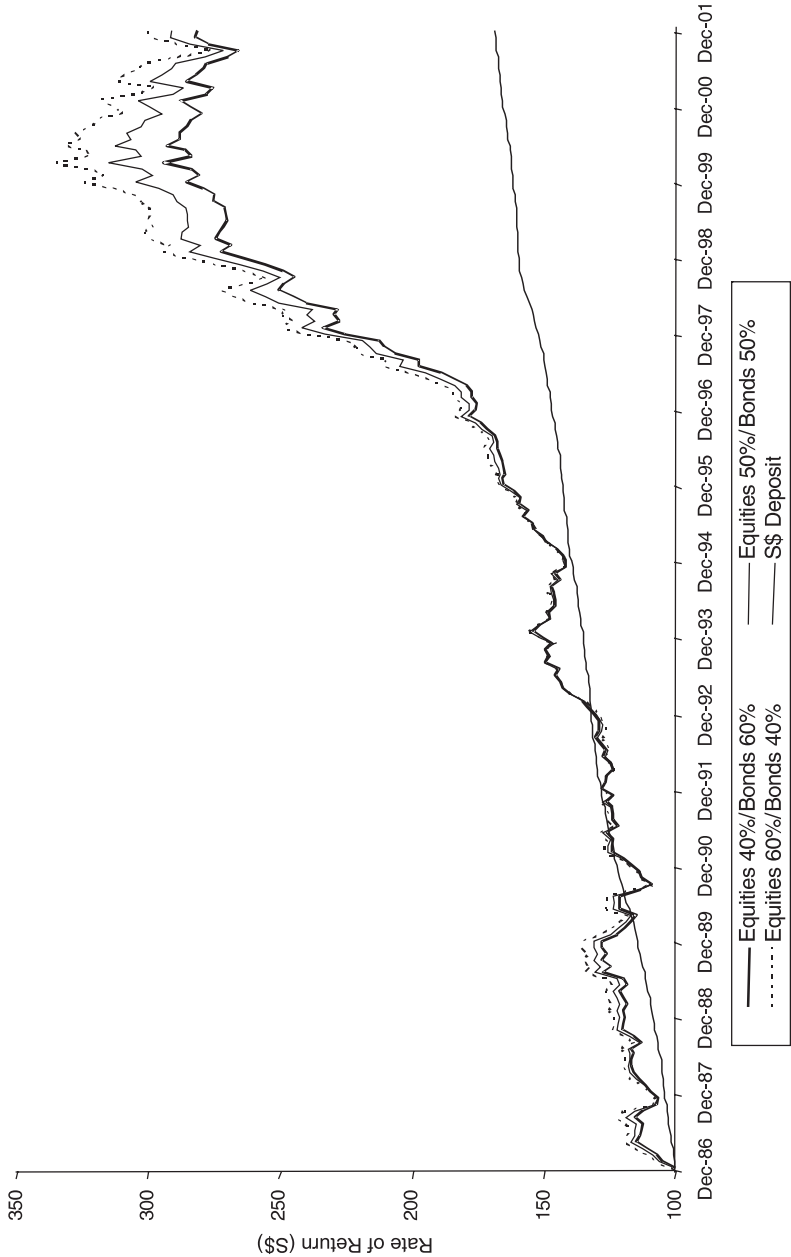 Rate of Return (S$)
350
300
250
200
150
100
Dec-86
Dec-87
Dec-88
Dec-89
Dec-90
Dec-91
Dec-92
Dec-93
Dec-94
Dec-95
Dec-96
Dec-97
Dec-98
Dec-99
Dec-00
Dec-01
Equities 40%/Bonds 60%
Equities 50%/Bonds 50%
Equities 60%/Bonds 40%
S$ Deposit